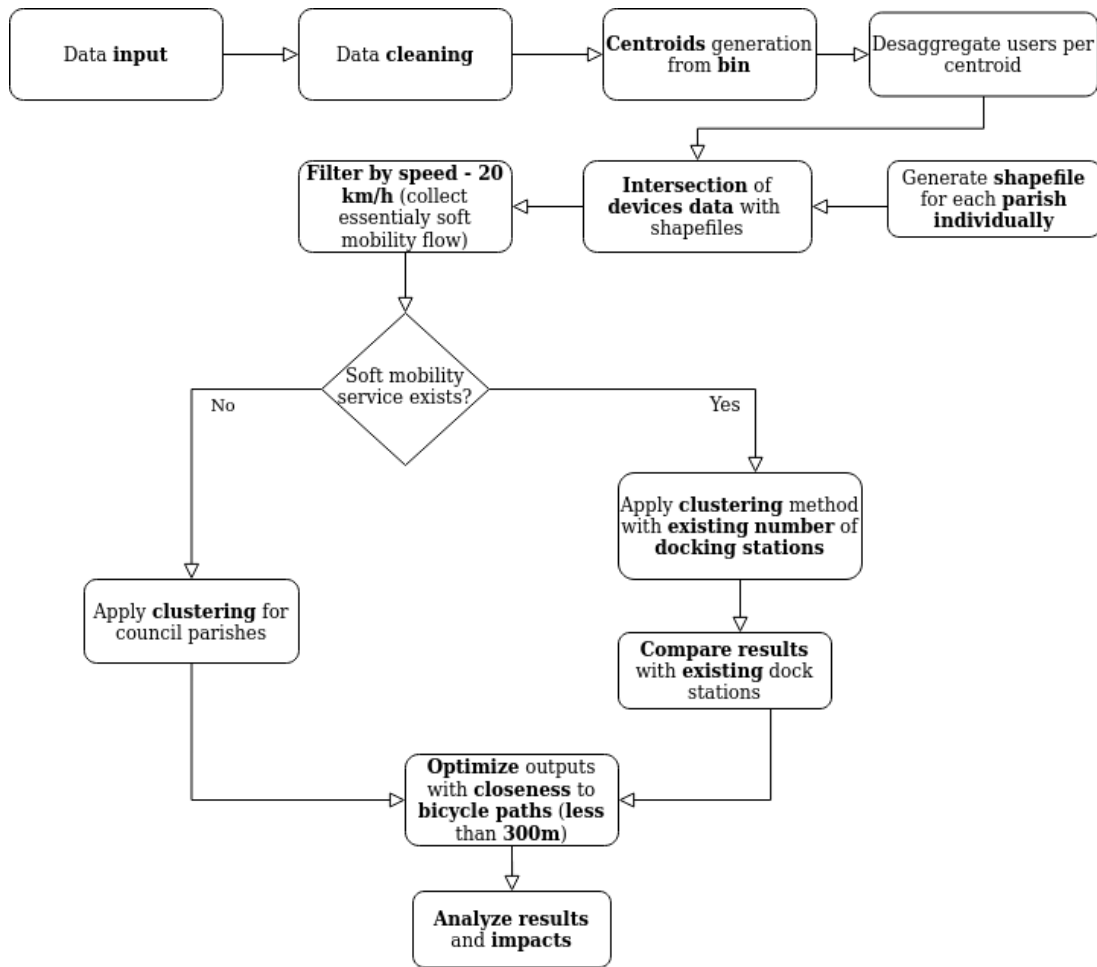 Data input
Data cleaning
Centroids generation
from bin
Desaggregate users per
centroid
Filter by speed - 20
km/h (collect
essentialy soft
mobility flow)
Intersection of
devices data with
shapefiles
Generate shapefile
for each parish
individually
Soft mobility
service exists?
No
Yes
Apply clustering method
with existing number of
docking stations
Apply clustering for
council parishes
Compare results
with existing dock
stations
Optimize outputs
with closeness to
bicycle paths (less
than 300m)
Analyze results
and impacts